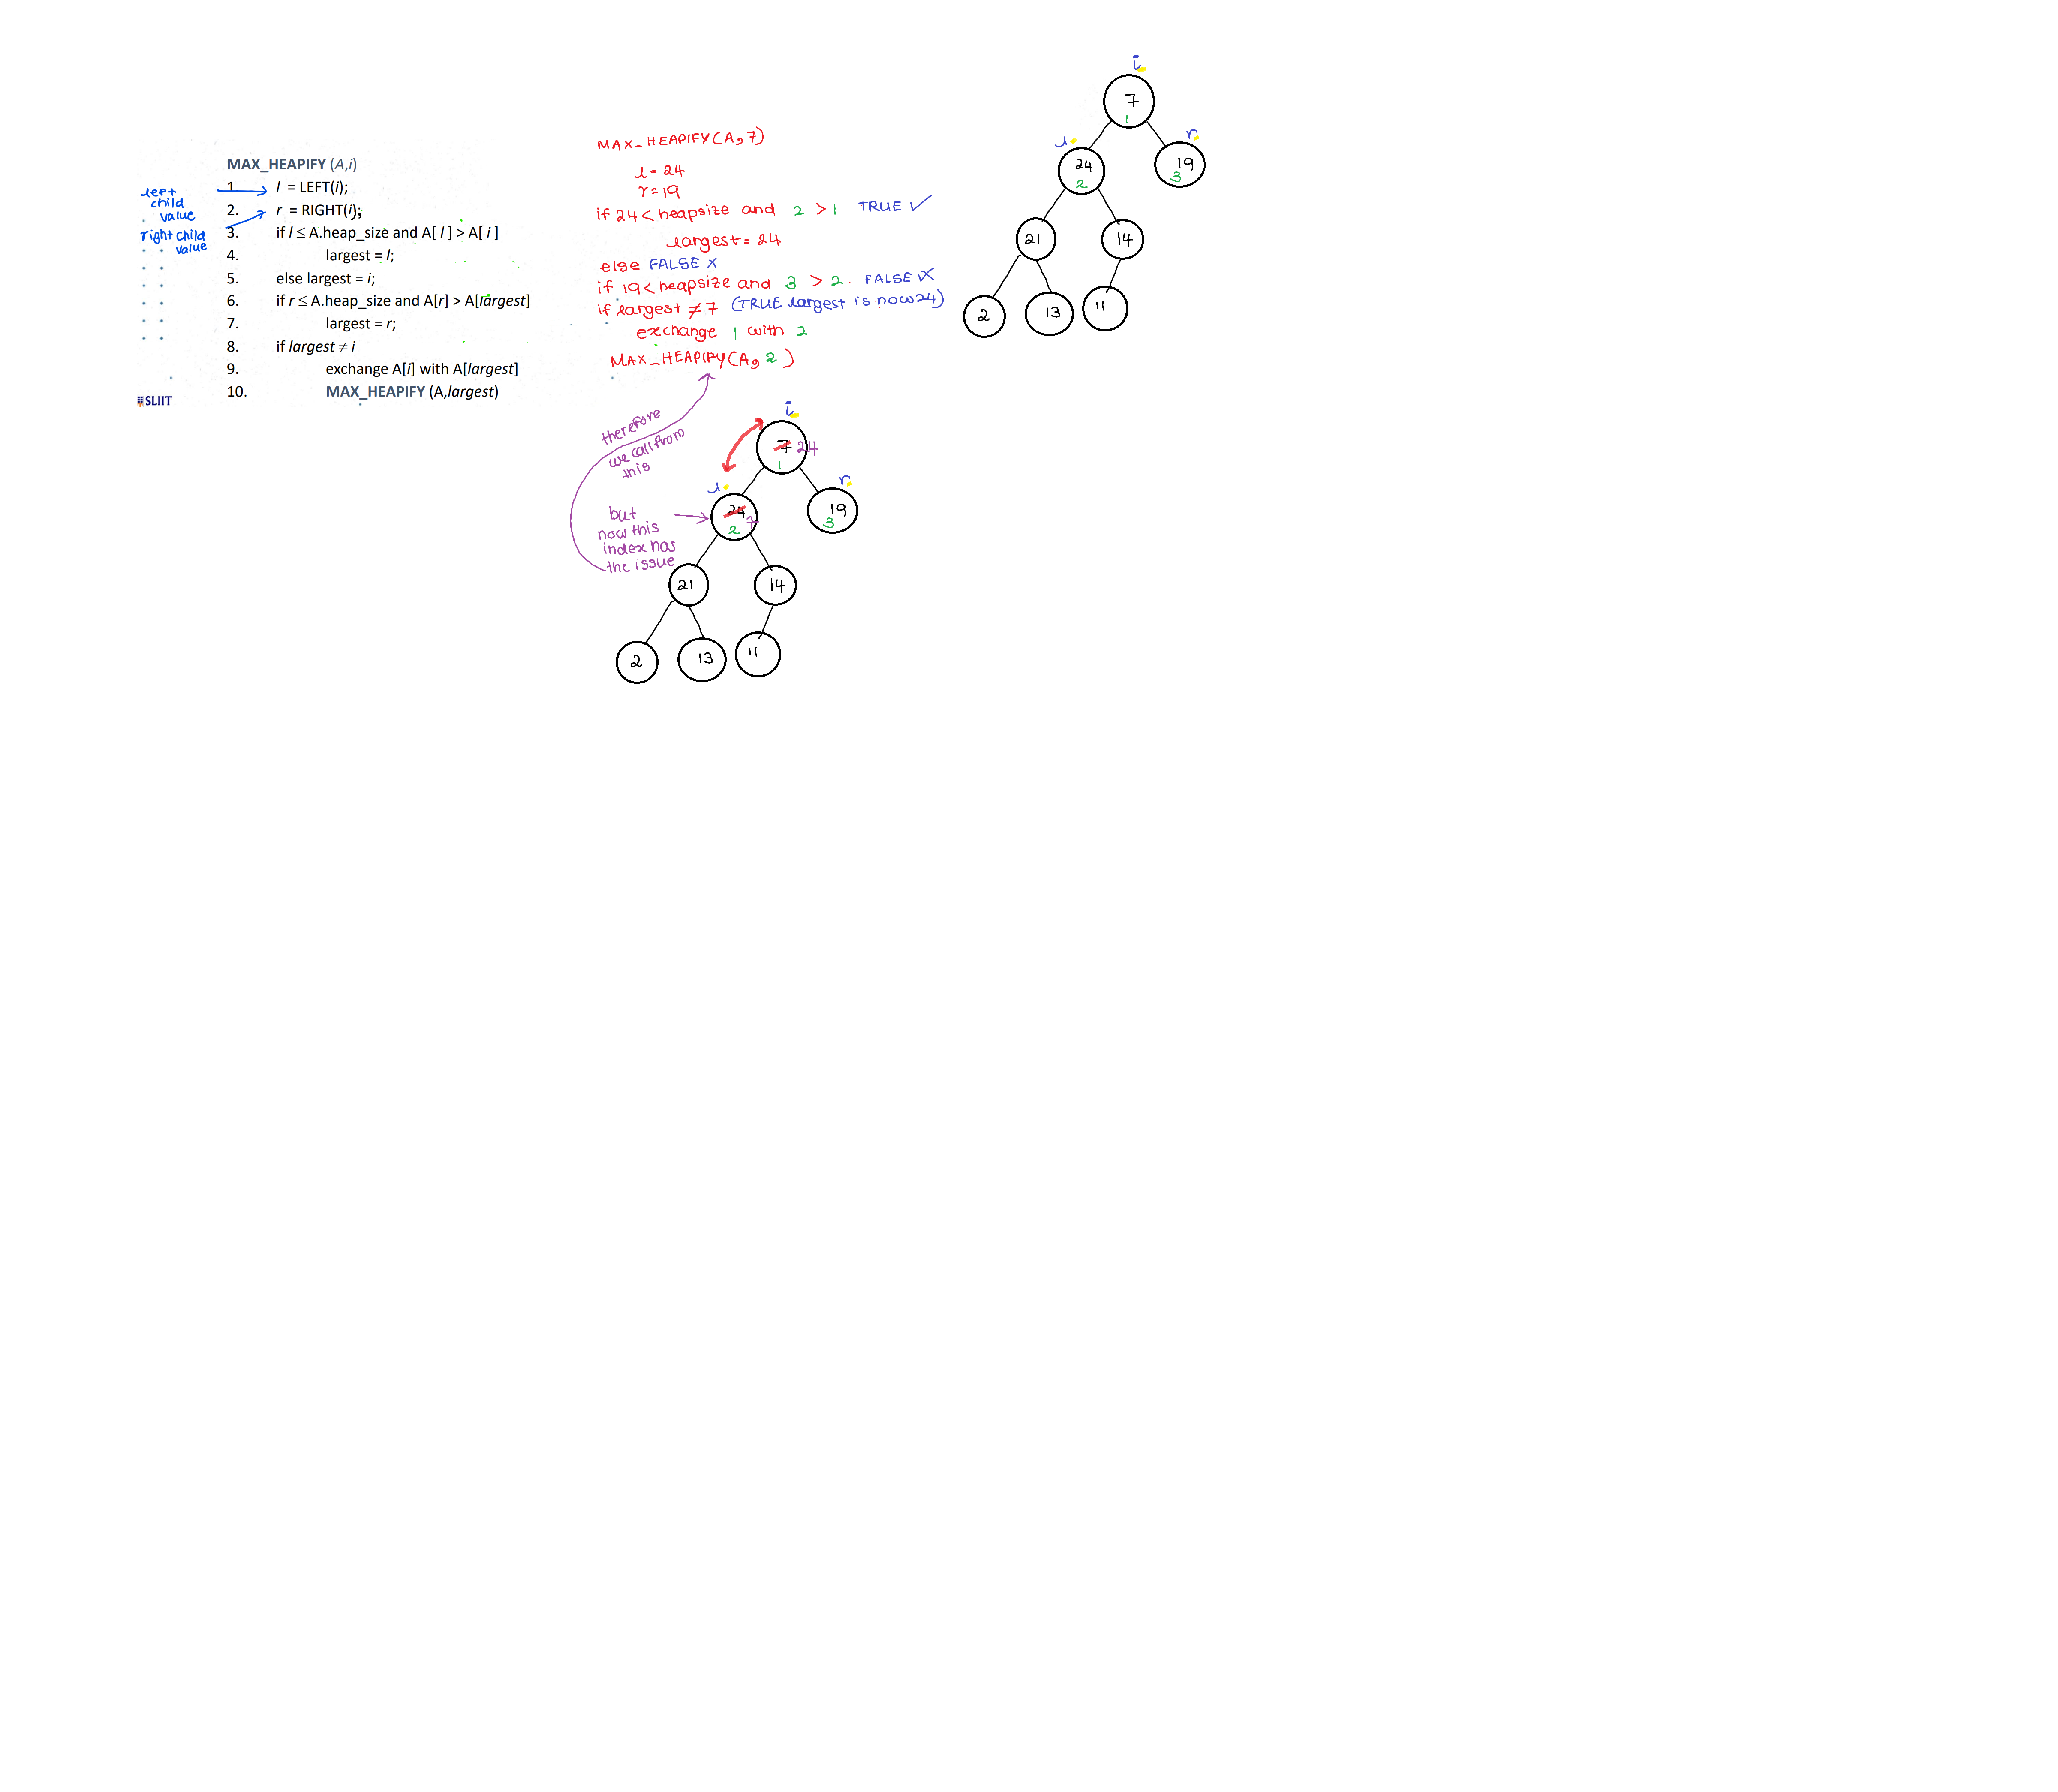 MAX_HEAPIFY (A,i)
1. l = LEFT(i);
2. r = RIGHT(i);
3. if l ≤ A.heap_size and A[ l ] > A[ i ]
4. largest = l;
5. else largest = i;
6. if r ≤ A.heap_size and A[r] > A[largest]
7. largest = r;
8. if largest ≠ i
9. exchange A[i] with A[largest]
10. MAX_HEAPIFY (A,largest)
SLIIT
left
child
value
right child
value
MAX_HEAPIFY(A,7)
l = 24
r = 19
if 24 < heapsize and 2 > 1 TRUE ✓
largest = 24
else FALSE X
if 19 < heapsize and 3 > 2. FALSE X
if largest ≠ 7 (TRUE largest is now 24)
exchange 1 with 2
MAX_HEAPIFY(A, 2)
therefore
we call from
this
but
now this
index has
the issue
i
7
1
l
r
24
2
19
3
21
14
2
13
11
i
7 24
1
l
r
24 7
2
19
3
21
14
2
13
11